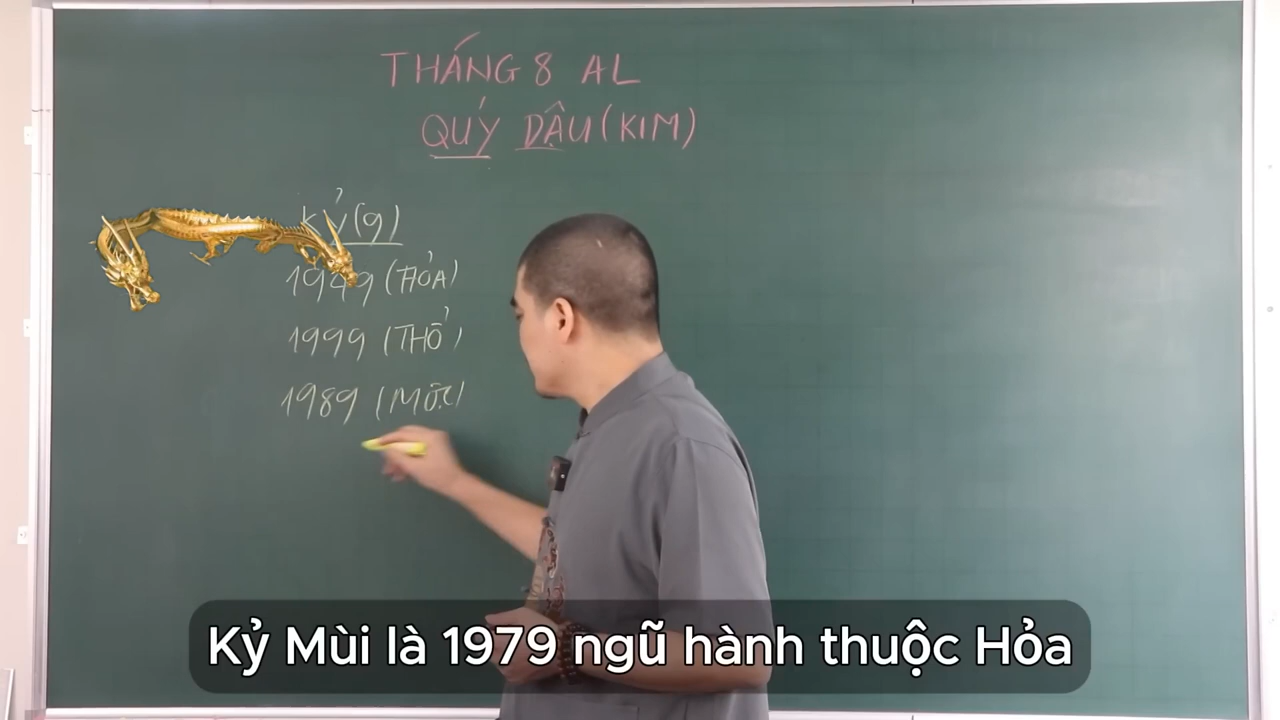 THÁNG 8 AL
QUÝ DẬU (KIM)
KỶ (9)
1949 (HỎA)
1999 (THỔ)
1989 (MỘC)
Kỷ Mùi là 1979 ngũ hành thuộc Hỏa